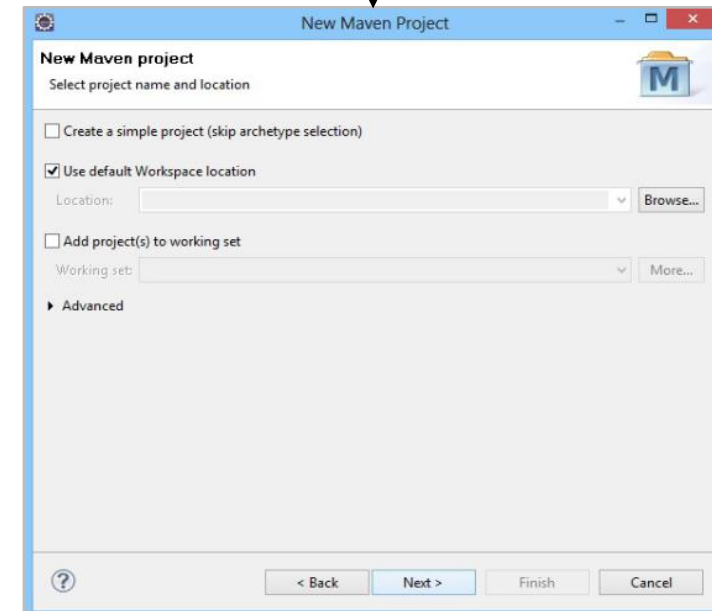 New Maven Project
New Maven project
Select project name and location
M
Create a simple project (skip archetype selection)
Use default Workspace location
Location:
Browse...
Add project(s) to working set
Working set:
More...
Advanced
?
< Back
Next >
Finish
Cancel